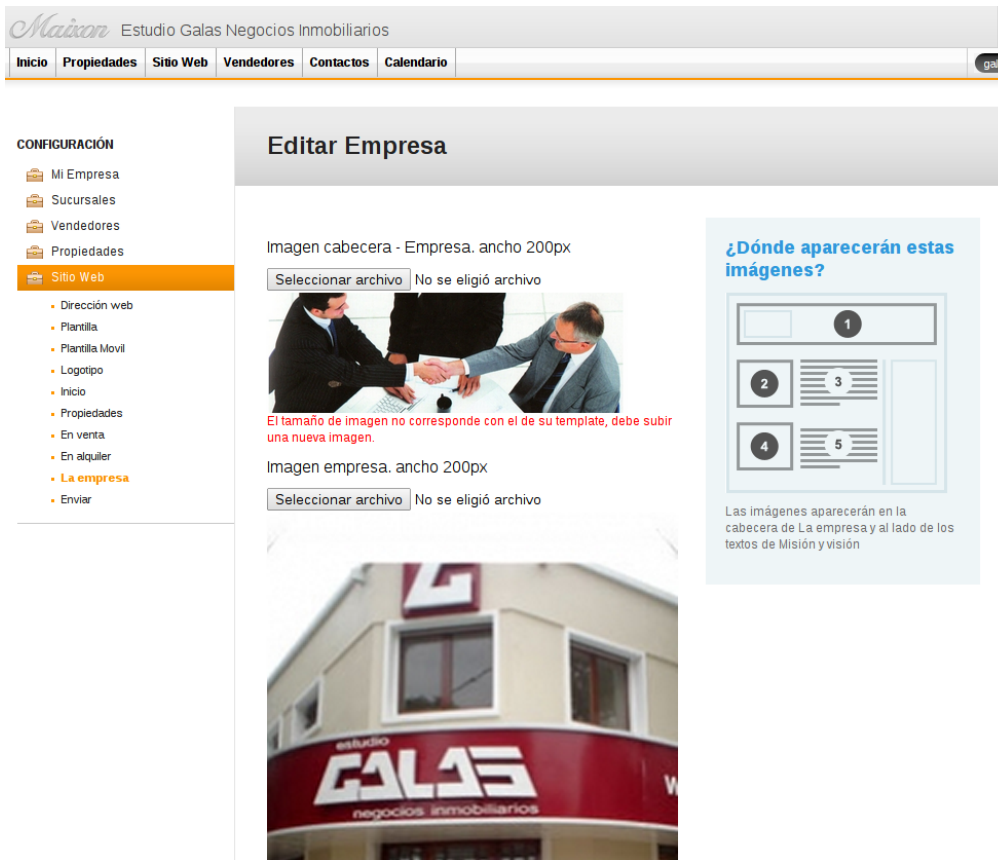 Maixon Estudio Galas Negocios Inmobiliarios
Inicio Propiedades Sitio Web Vendedores Contactos Calendario
gal
CONFIGURACIÓN
Mi Empresa
Sucursales
Vendedores
Propiedades
Sitio Web
Dirección web
Plantilla
Plantilla Movil
Logotipo
Inicio
Propiedades
En venta
En alquiler
La empresa
Enviar
Editar Empresa
Imagen cabecera - Empresa. ancho 200px
Seleccionar archivo No se eligió archivo
El tamaño de imagen no corresponde con el de su template, debe subir
una nueva imagen.
Imagen empresa. ancho 200px
Seleccionar archivo No se eligió archivo
G
estudio
GALAS
negocios inmobiliarios
W
¿Dónde aparecerán estas
imágenes?
1
2
3
4
5
Las imágenes aparecerán en la
cabecera de La empresa y al lado de los
textos de Misión y visión